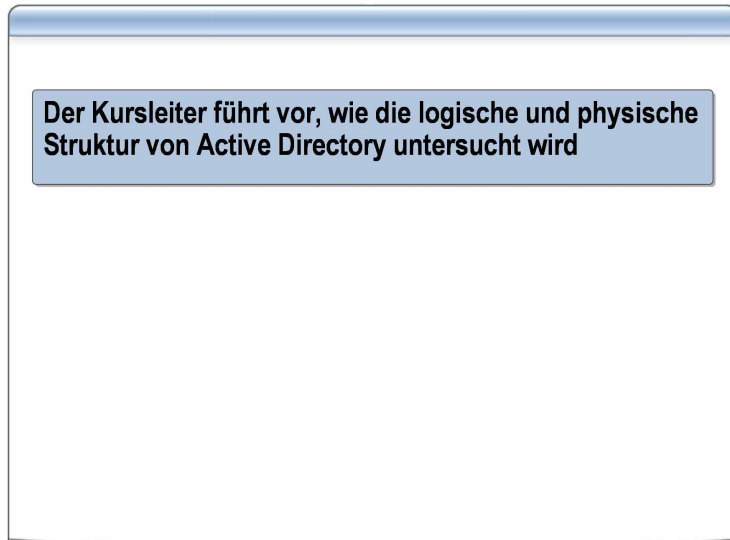 Der Kursleiter führt vor, wie die logische und physische
Struktur von Active Directory untersucht wird